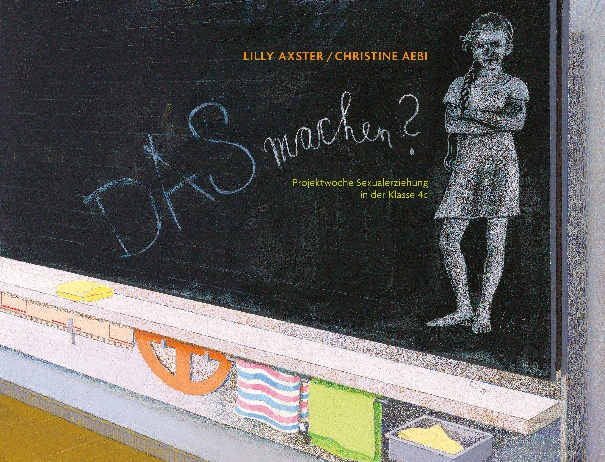 LILLY AXSTER / CHRISTINE AEBI
DAS machen?
Projektwoche Sexualerziehung
in der Klasse 4c